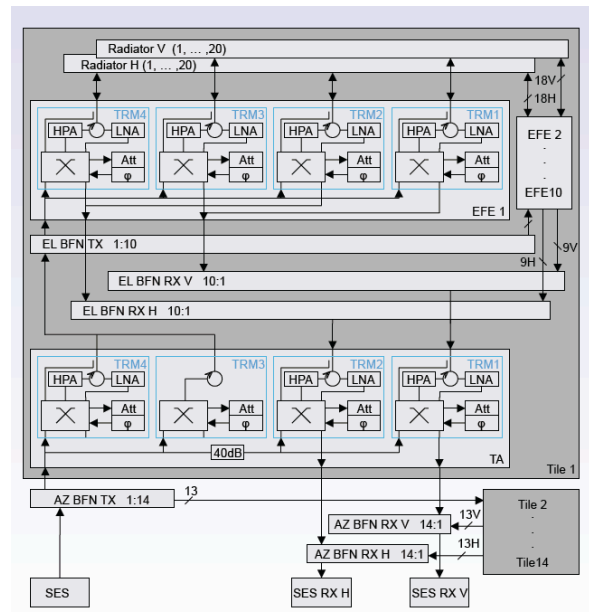 Radiator V (1, ... ,20)
Radiator H (1, ... ,20)
18V
18H
TRM4 TRM3 TRM2 TRM1
HPA LNA HPA LNA HPA LNA HPA LNA
Att Att Att Att
φ φ φ φ
EFE 1
EFE 2
.
.
.
EFE10
EL BFN TX 1:10
9V
9H
EL BFN RX V 10:1
EL BFN RX H 10:1
TRM4 TRM3 TRM2 TRM1
HPA LNA HPA LNA HPA LNA
Att Att Att Att
φ φ φ φ
40dB
TA
Tile 1
AZ BFN TX 1:14
13
Tile 2
.
.
.
Tile14
13V
AZ BFN RX V 14:1
13H
AZ BFN RX H 14:1
SES SES RX H SES RX V